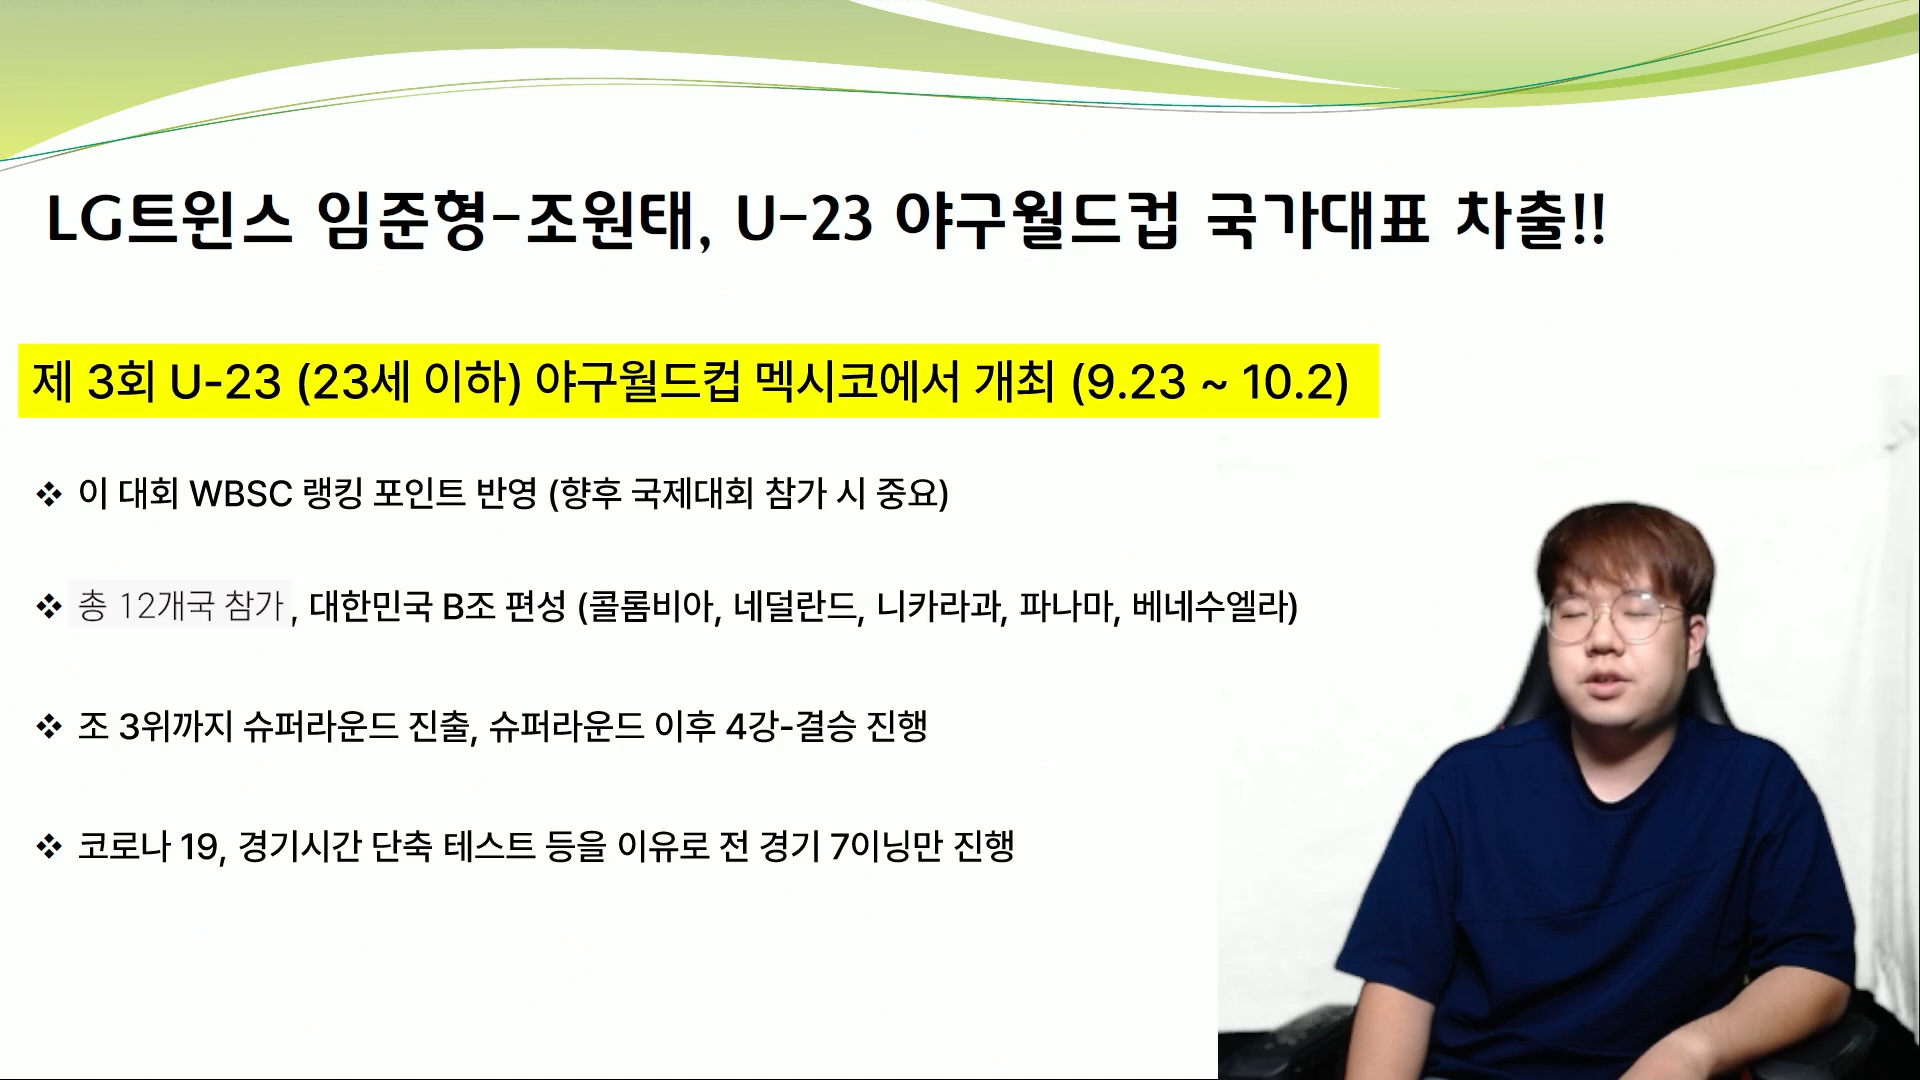 LG트윈스 임준형-조원태, U-23 야구월드컵 국가대표 차출!!
제 3회 U-23 (23세 이하) 야구월드컵 멕시코에서 개최 (9.23 ~ 10.2)
❖ 이 대회 WBSC 랭킹 포인트 반영 (향후 국제대회 참가 시 중요)
❖ 총 12개국 참가, 대한민국 B조 편성 (콜롬비아, 네덜란드, 니카라과, 파나마, 베네수엘라)
❖ 조 3위까지 슈퍼라운드 진출, 슈퍼라운드 이후 4강-결승 진행
❖ 코로나 19, 경기시간 단축 테스트 등을 이유로 전 경기 7이닝만 진행